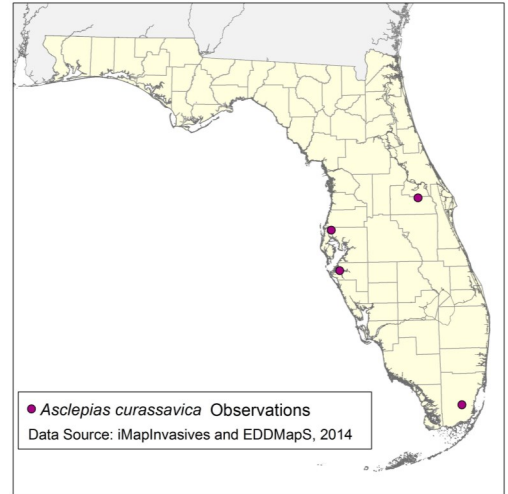 Asclepias curassavica Observations
Data Source: iMapInvasives and EDDMapS, 2014